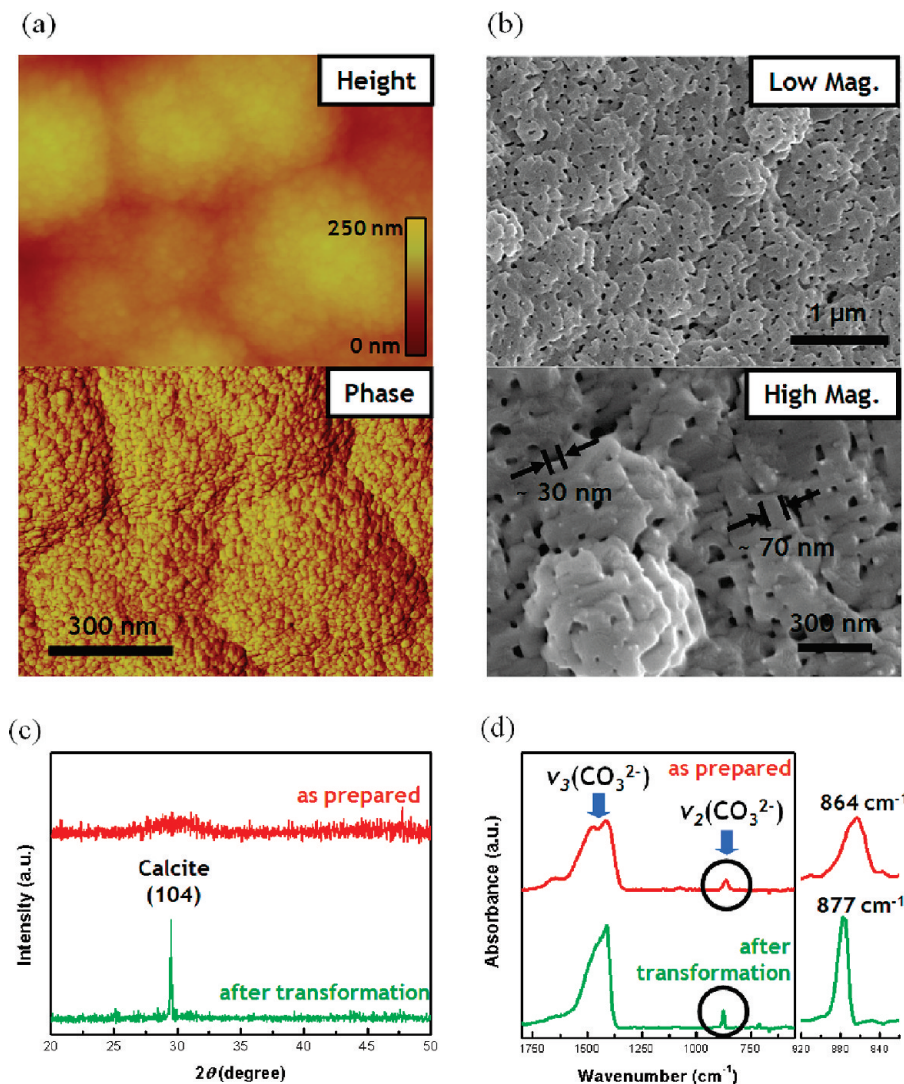 (a)
Height
250 nm
0 nm
Phase
300 nm
(b)
Low Mag.
1 µm
High Mag.
~ 30 nm
~ 70 nm
300 nm
(c)
as prepared
Calcite
(104)
after transformation
Intensity (a.u.)
20 25 30 35 40 45 50
2θ (degree)
(d)
ν₃(CO₃²⁻)
as prepared
ν₂(CO₃²⁻)
864 cm⁻¹
877 cm⁻¹
after
transformation
Absorbance (a.u.)
1750 1500 1000 750
920 880 840
Wavenumber (cm⁻¹)